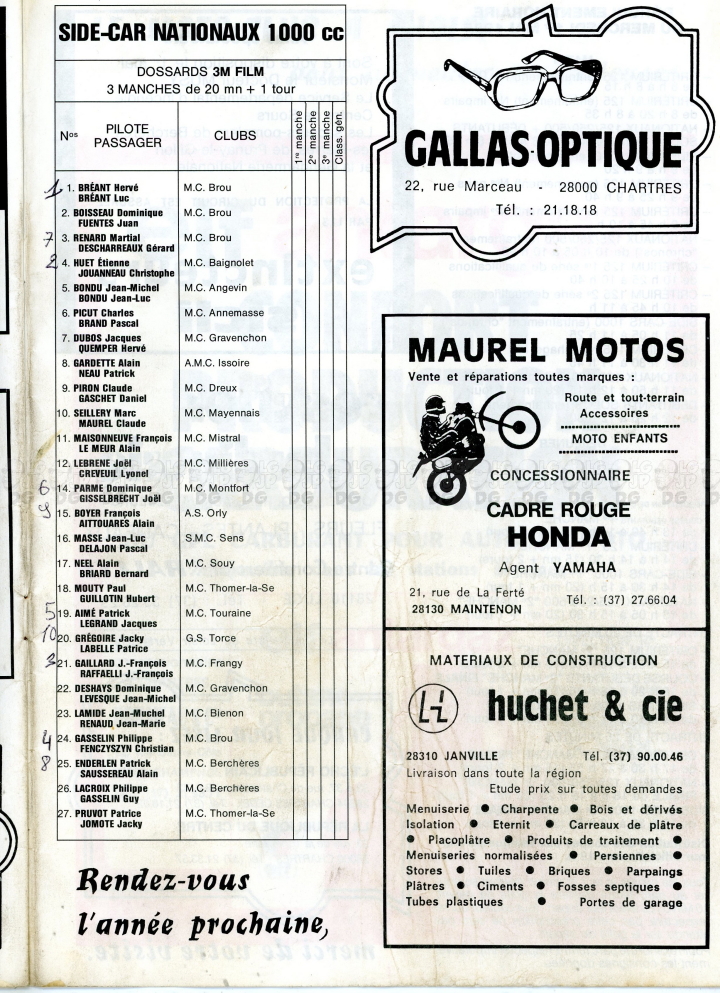 SIDE-CAR NATIONAUX 1000 cc
DOSSARDS 3M FILM
3 MANCHES de 20 mn + 1 tour
Nos PILOTE PASSAGER CLUBS 1re manche 2e manche 3e manche Class. gén.
1 1. BRÉANT Hervé M.C. Brou
BRÉANT Luc
2. BOISSEAU Dominique M.C. Brou
FUENTES Juan
7 3. RENARD Martial M.C. Brou
DESCHARREAUX Gérard
2 4. HUET Étienne M.C. Baignolet
JOUANNEAU Christophe
5. BONDU Jean-Michel M.C. Angevin
BONDU Jean-Luc
6. PICUT Charles M.C. Annemasse
BRAND Pascal
7. DUBOS Jacques M.C. Gravenchon
QUEMPER Hervé
8. GARDETTE Alain A.M.C. Issoire
NEAU Patrick
9. PIRON Claude M.C. Dreux
GASCHET Daniel
10. SEILLERY Marc M.C. Mayennais
MAUREL Claude
11. MAISONNEUVE François M.C. Mistral
LE MEUR Alain
12. LEBRENE Joël M.C. Millières
CREVEUIL Lyonel
6 14. PARME Dominique M.C. Montfort
GISSELBRECHT Joël
9 15. BOYER François A.S. Orly
AITTOUARES Alain
16. MASSE Jean-Luc S.M.C. Sens
DELAJON Pascal
17. NEEL Alain M.C. Souy
BRIARD Bernard
18. MOUTY Paul M.C. Thomer-la-Se
GUILLOTIN Hubert
5 19. AIMÉ Patrick M.C. Touraine
LEGRAND Jacques
10 20. GRÉGOIRE Jacky G.S. Torce
LABELLE Patrice
3 21. GAILLARD J.-François M.C. Frangy
RAFFAELLI J.-François
22. DESHAYS Dominique M.C. Gravenchon
LEVESQUE Jean-Michel
23. LAMIDE Jean-Muchel M.C. Bienon
RENAUD Jean-Marie
4 24. GASSELIN Philippe M.C. Brou
FENCZYSZYN Christian
8 25. ENDERLEN Patrick M.C. Berchères
SAUSSEREAU Alain
26. LACROIX Philippe M.C. Berchères
GASSELIN Guy
27. PRUVOT Patrice M.C. Thomer-la-Se
JOMOTE Jacky
Rendez-vous
l'année prochaine,
GALLAS-OPTIQUE
22, rue Marceau - 28000 CHARTRES
Tél. : 21.18.18
MAUREL MOTOS
Vente et réparations toutes marques :
Route et tout-terrain
Accessoires
MOTO ENFANTS
CONCESSIONNAIRE
CADRE ROUGE
HONDA
Agent YAMAHA
21, rue de La Ferté
28130 MAINTENON
Tél. : (37) 27.66.04
MATERIAUX DE CONSTRUCTION
huchet & cie
28310 JANVILLE Tél. (37) 90.00.46
Livraison dans toute la région
Etude prix sur toutes demandes
Menuiserie ● Charpente ● Bois et dérivés
Isolation ● Eternit ● Carreaux de plâtre
● Placoplâtre ● Produits de traitement ●
Menuiseries normalisées ● Persiennes ●
Stores ● Tuiles ● Briques ● Parpaings
Plâtres ● Ciments ● Fosses septiques ●
Tubes plastiques ● Portes de garage